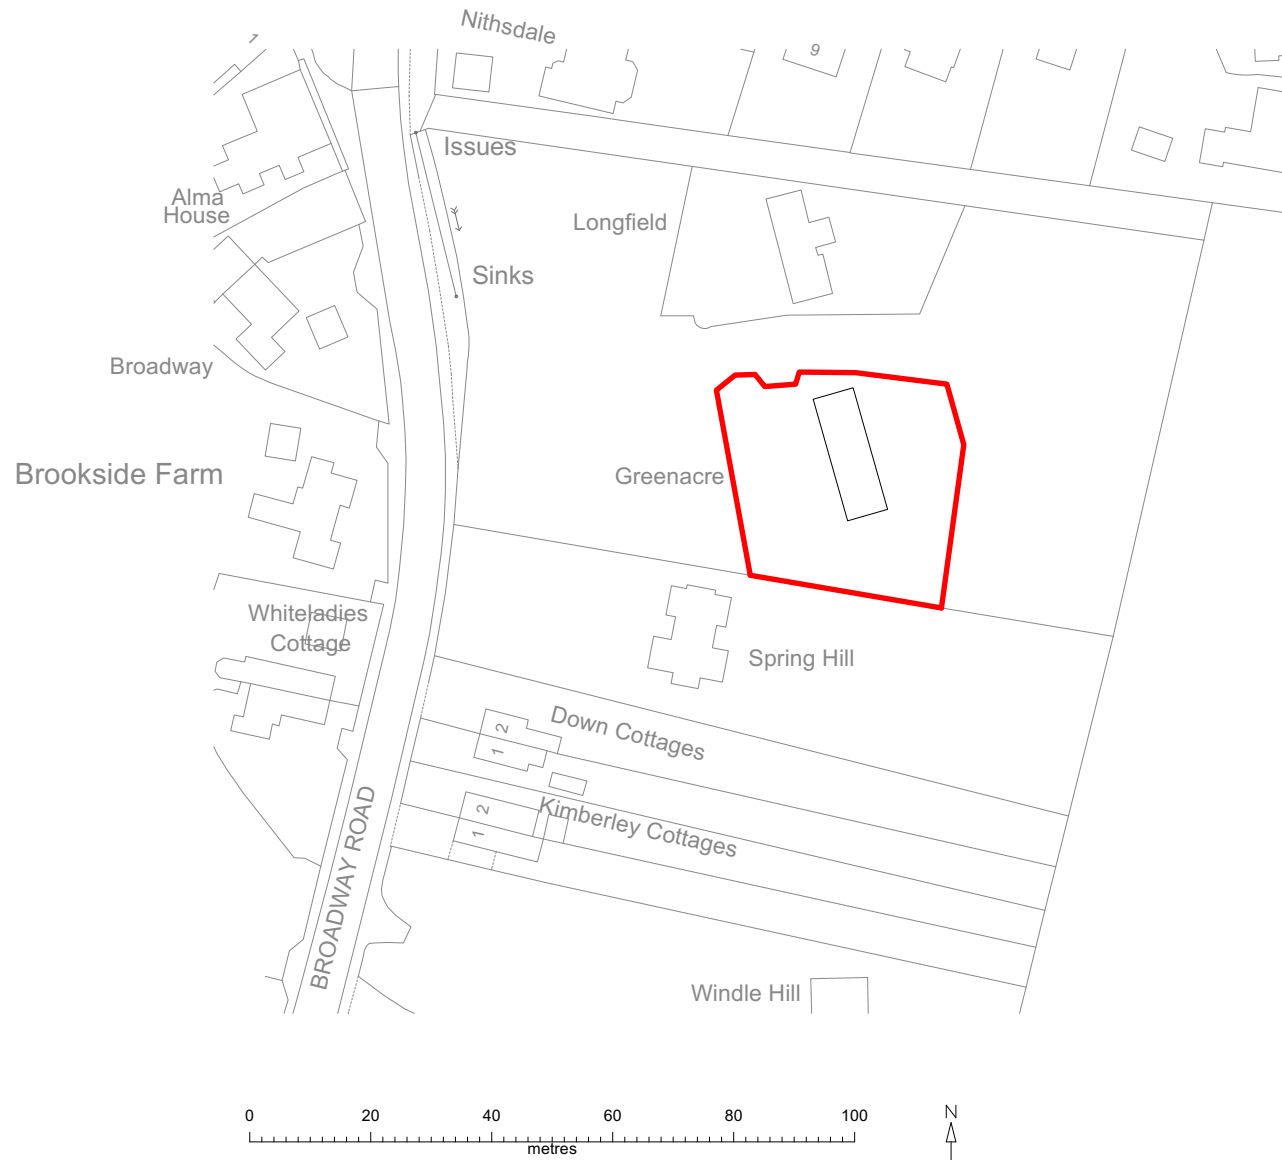 Nithsdale
1
9
Issues
Alma
House
Longfield
Sinks
Broadway
Brookside Farm
Greenacre
Whiteladies
Cottage
Spring Hill
Down Cottages
2
1
Kimberley Cottages
2
1
BROADWAY ROAD
Windle Hill
0 20 40 60 80 100
metres
N